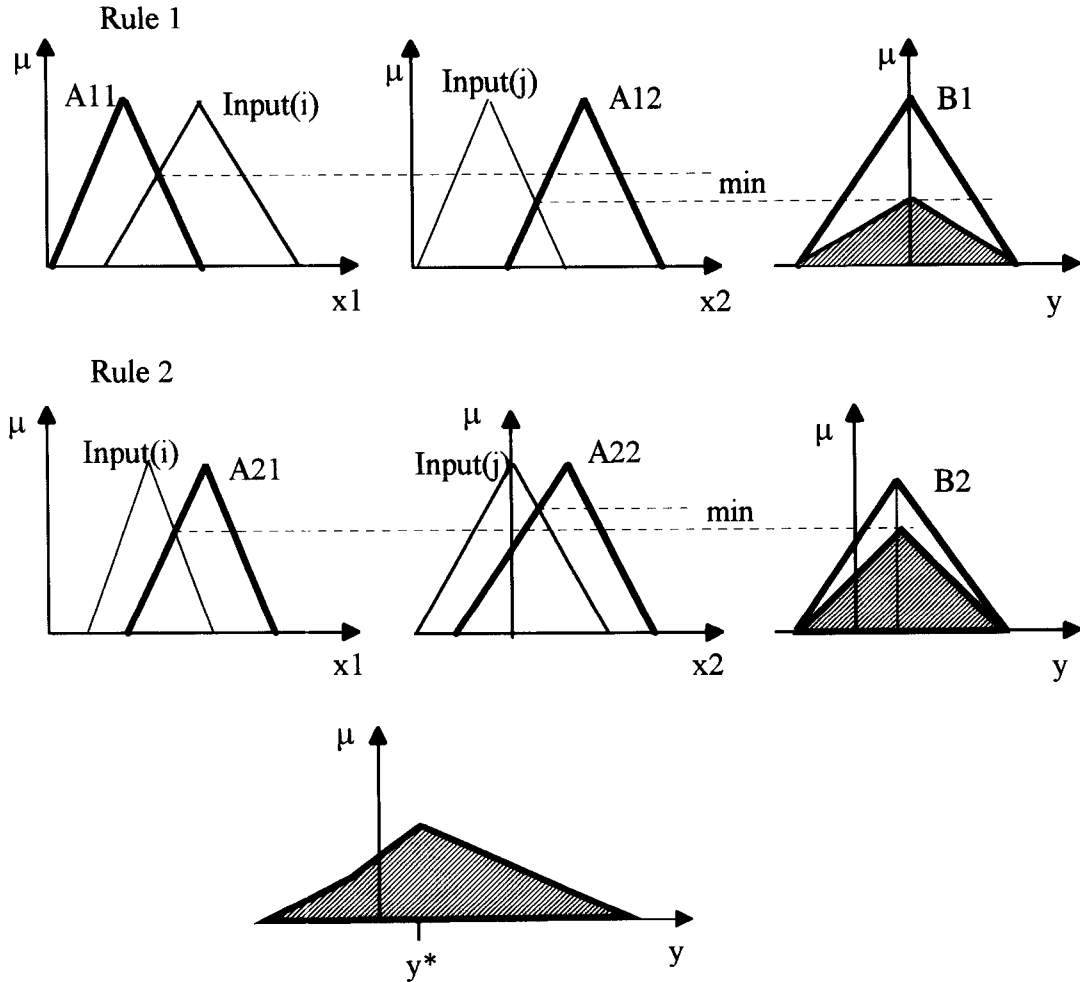 Rule 1
μ
A11
Input(i)
x1
μ
Input(j)
A12
x2
min
μ
B1
y
Rule 2
μ
Input(i)
A21
x1
μ
Input(j)
A22
x2
min
μ
B2
y
μ
y*
y